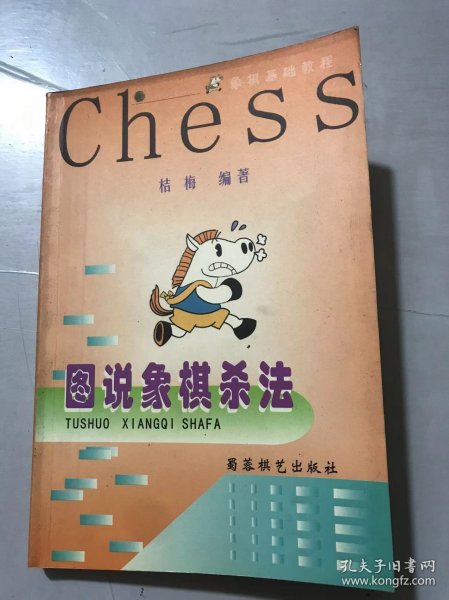 象棋基础教程
Chess
桔梅 编著
图说象棋杀法
TUSHUO XIANGQI SHAFA
蜀蓉棋艺出版社
孔夫子旧书网
www.kongfz.com